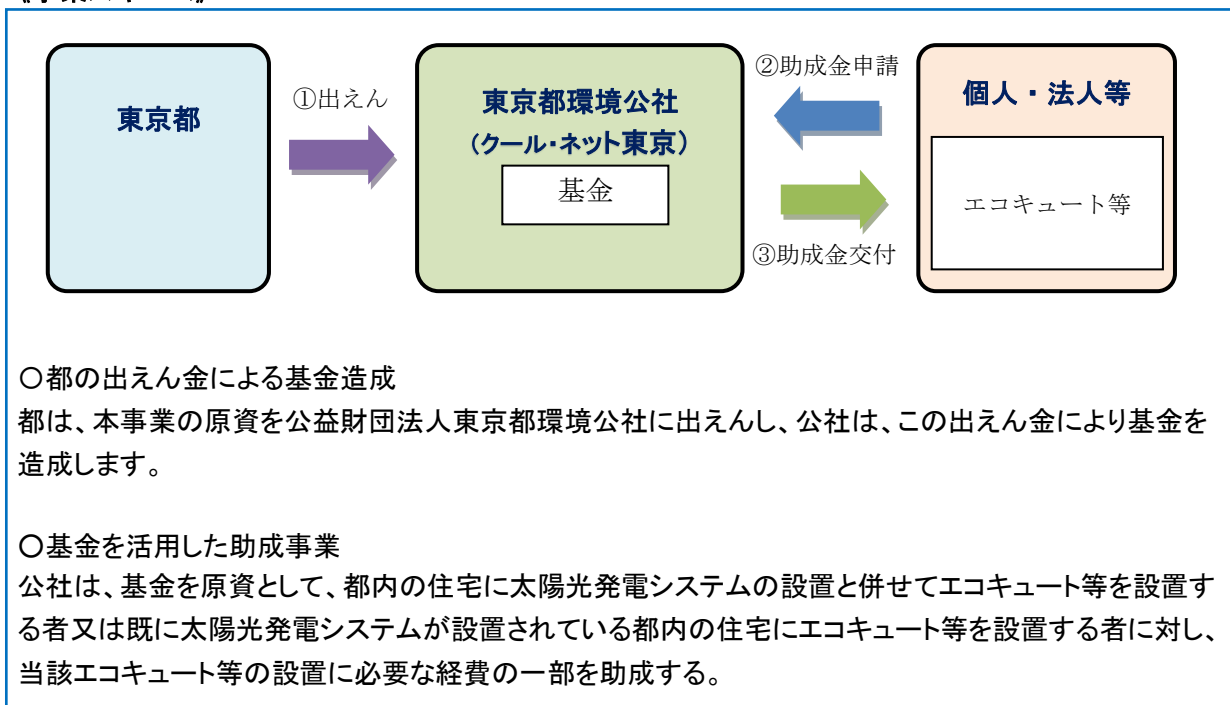 東京都
①出えん
東京都環境公社
(クール・ネット東京)
基金
②助成金申請
③助成金交付
個人・法人等
エコキュート等
〇都の出えん金による基金造成
都は、本事業の原資を公益財団法人東京都環境公社に出えんし、公社は、この出えん金により基金を
造成します。
〇基金を活用した助成事業
公社は、基金を原資として、都内の住宅に太陽光発電システムの設置と併せてエコキュート等を設置す
る者又は既に太陽光発電システムが設置されている都内の住宅にエコキュート等を設置する者に対し、
当該エコキュート等の設置に必要な経費の一部を助成する。